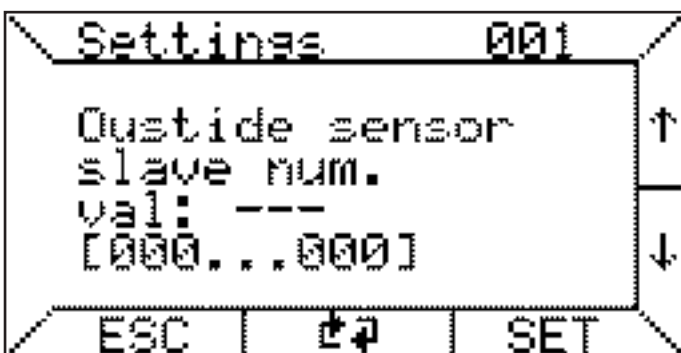 Settings 001
Oustide sensor
slave num.
val: ---
[000...000]
ESC SET